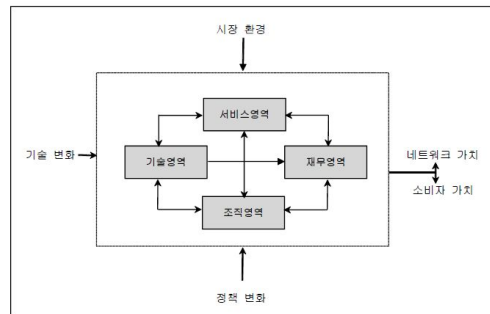 시장 환경
서비스영역
기술 변화
기술영역
재무영역
네트워크 가치
소비자 가치
조직영역
정책 변화